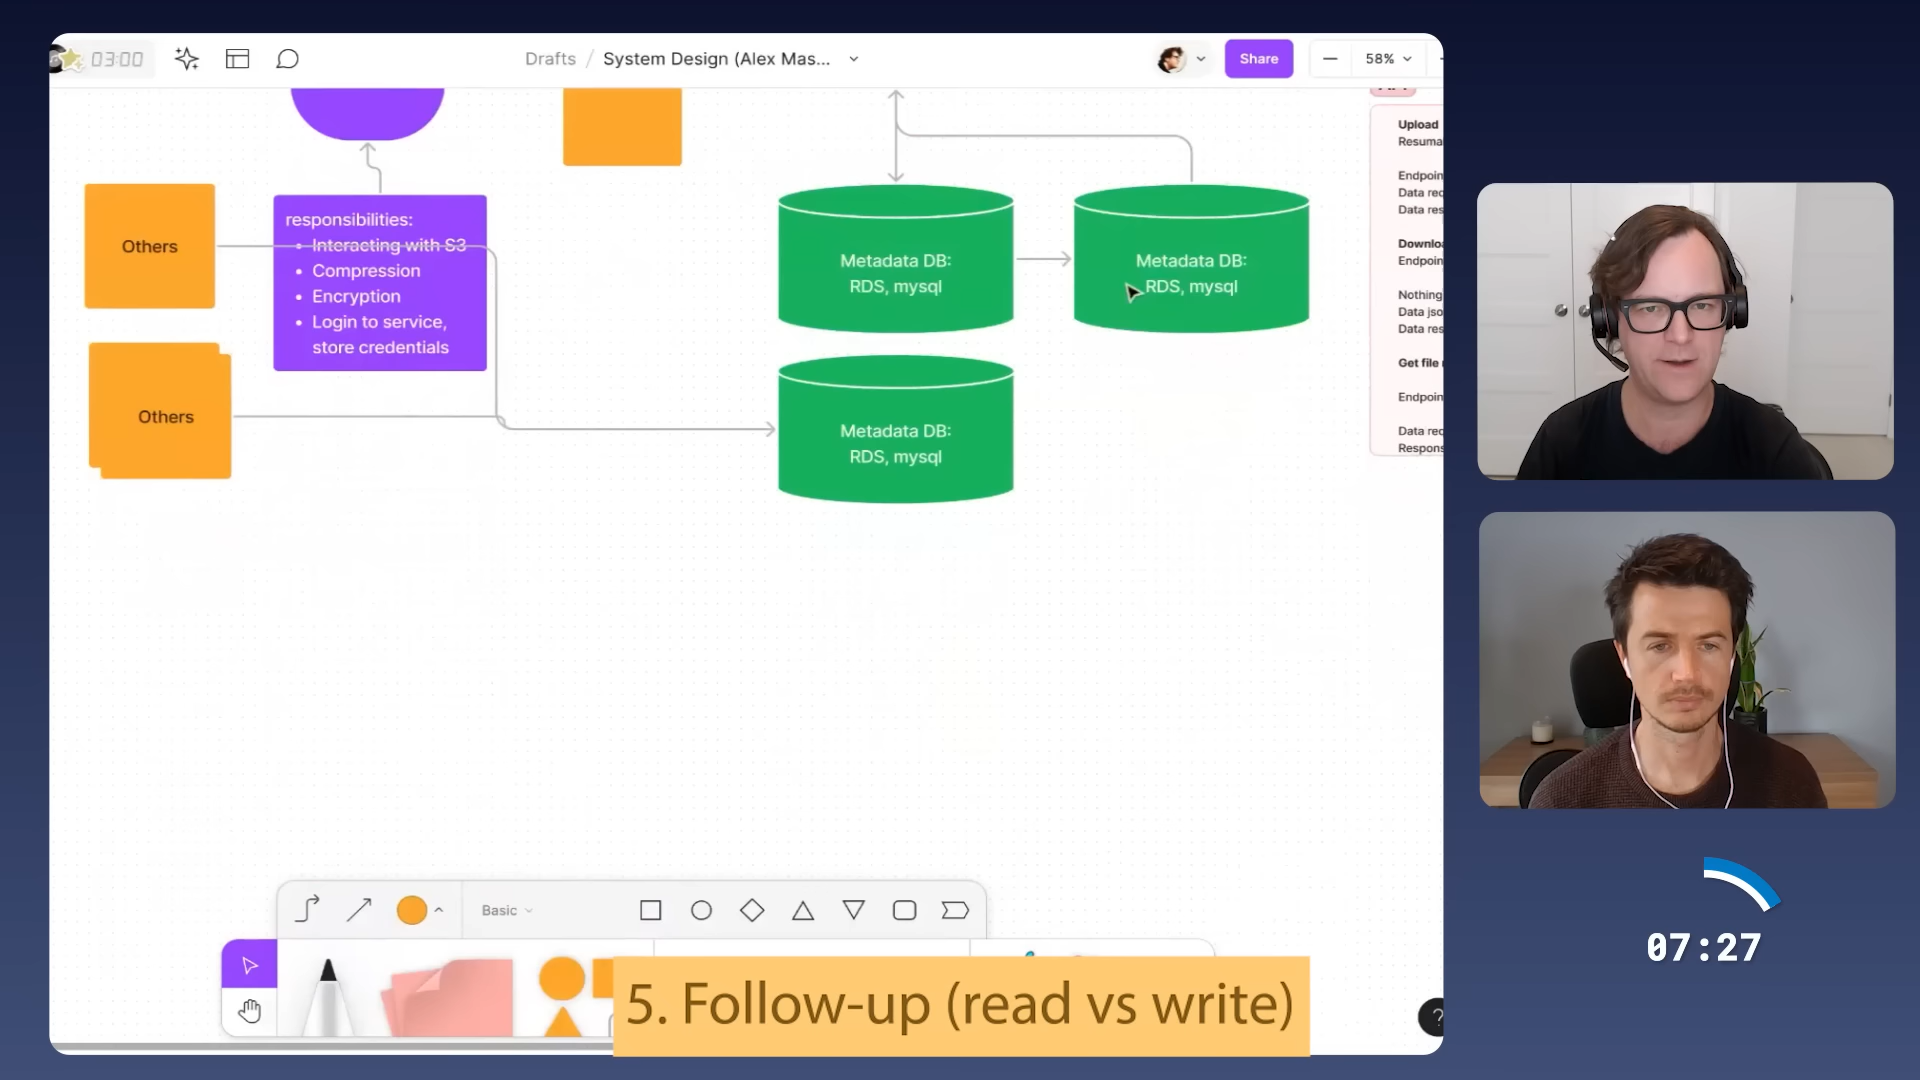 03:00
Drafts / System Design (Alex Mas...
Share
58%
Others
responsibilities:
• Interacting with S3
• Compression
• Encryption
• Login to service,
store credentials
Others
Metadata DB:
RDS, mysql
Metadata DB:
RDS, mysql
Metadata DB:
RDS, mysql
Upload
Resuma
Endpoin
Data rec
Data res
Downloa
Endpoin
Nothing
Data jso
Data res
Get file
Endpoin
Data rec
Respons
Basic
?
5. Follow-up (read vs write)
07:27